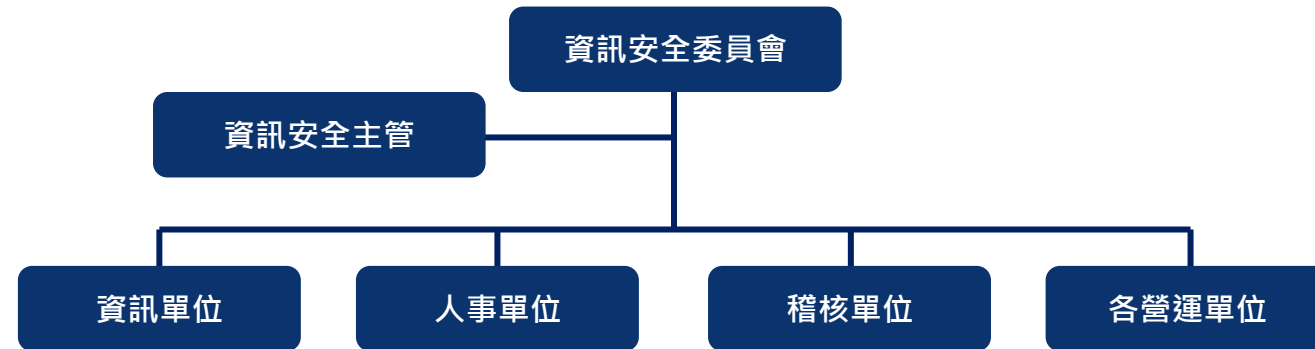 資訊安全委員會
資訊安全主管
資訊單位
人事單位
稽核單位
各營運單位